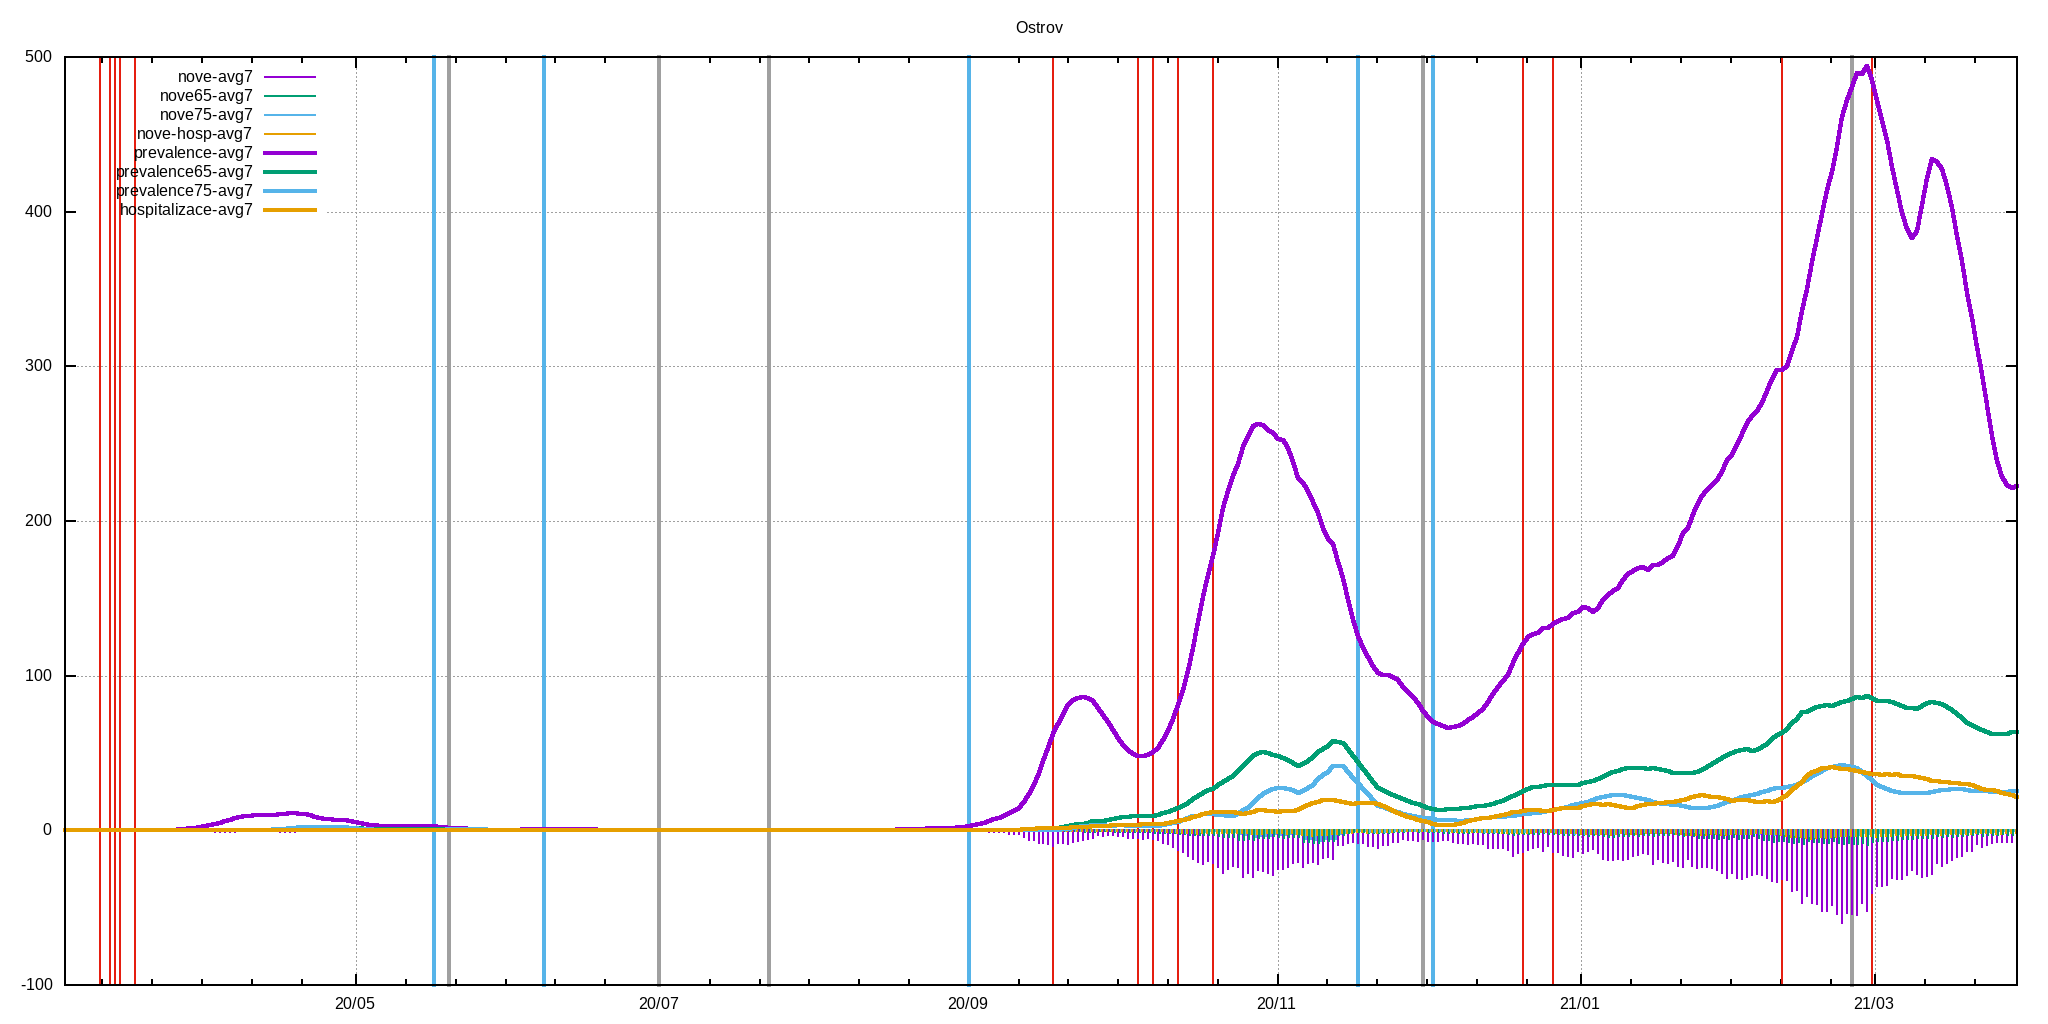 Ostrov
500
nove-avg7
nove65-avg7
nove75-avg7
nove-hosp-avg7
prevalence-avg7
prevalence65-avg7
prevalence75-avg7
hospitalizace-avg7
400
300
200
100
0
-100
20/05
20/07
20/09
20/11
21/01
21/03